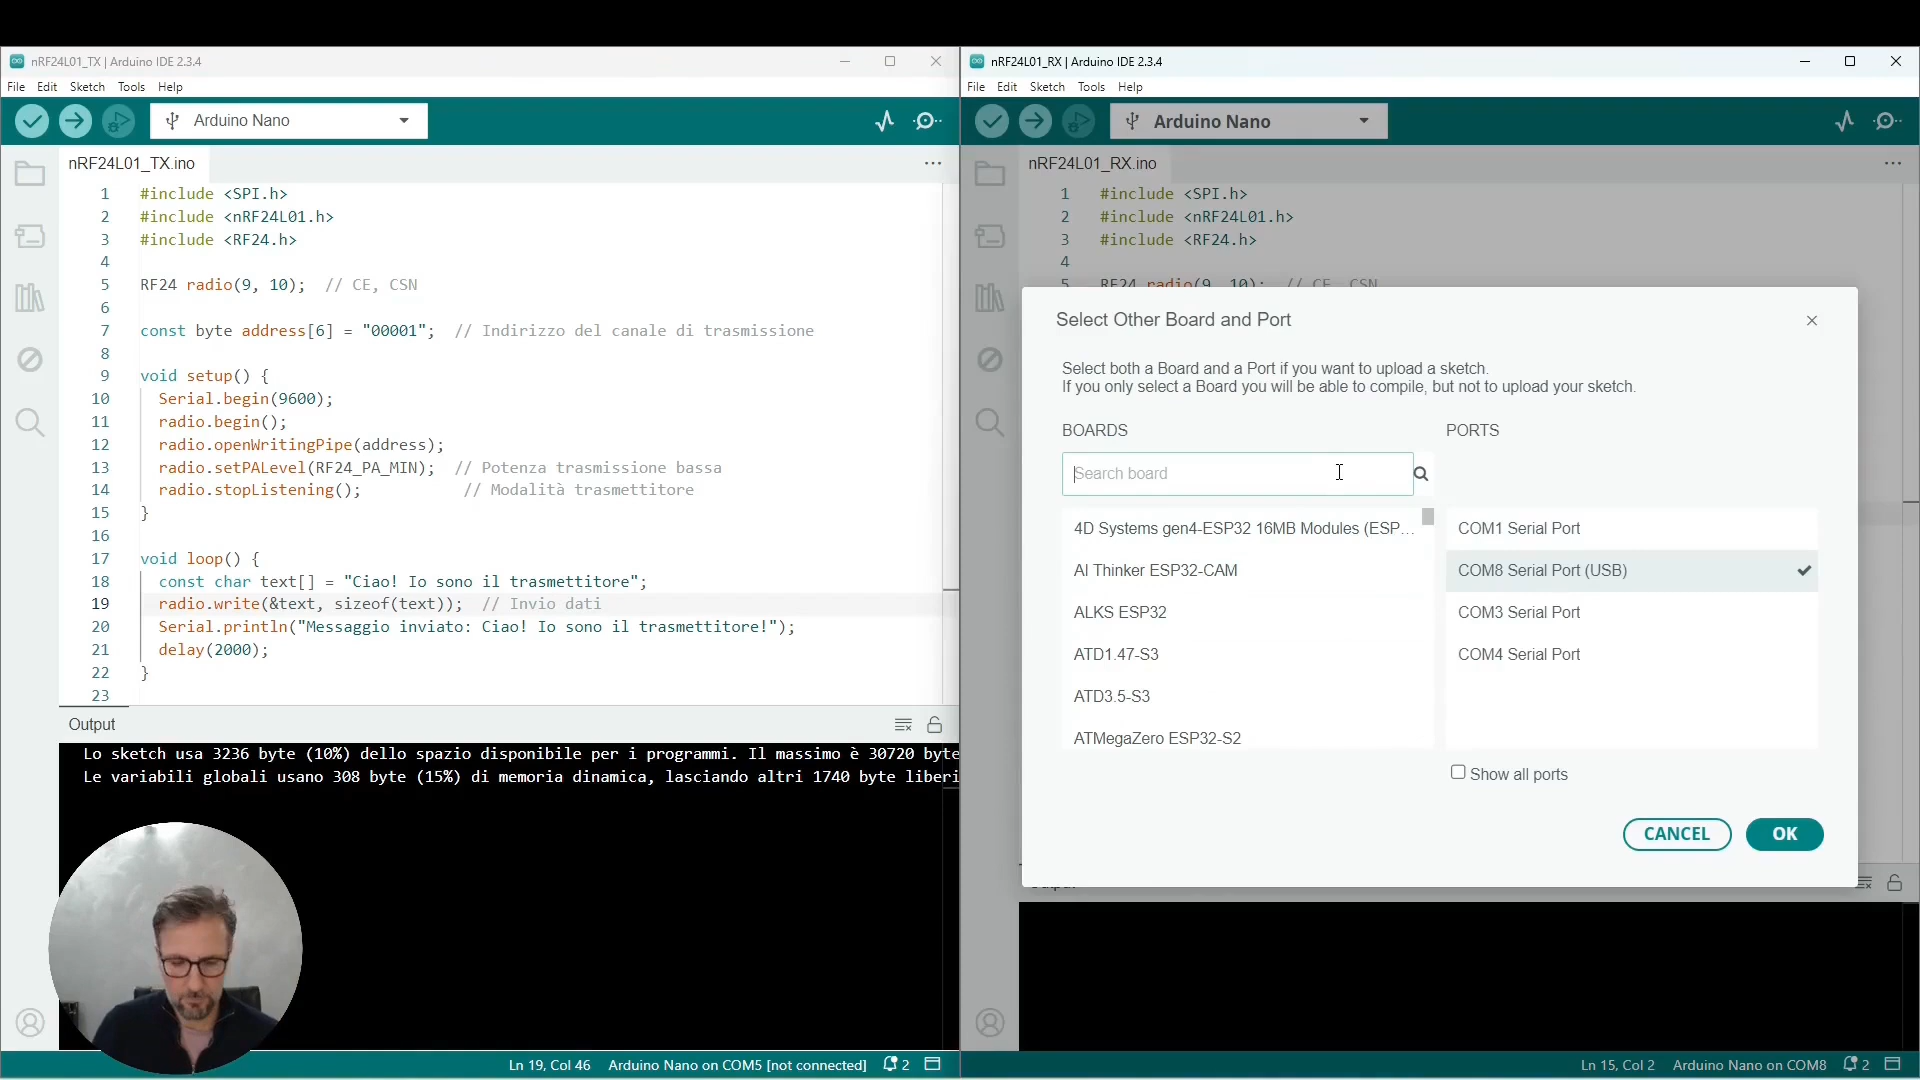 nRF24L01_TX | Arduino IDE 2.3.4
File Edit Sketch Tools Help
Arduino Nano
nRF24L01_TX.ino
1 #include <SPI.h>
2 #include <nRF24L01.h>
3 #include <RF24.h>
4
5 RF24 radio(9, 10);  // CE, CSN
6
7 const byte address[6] = "00001";  // Indirizzo del canale di trasmissione
8
9 void setup() {
10 Serial.begin(9600);
11 radio.begin();
12 radio.openWritingPipe(address);
13 radio.setPALevel(RF24_PA_MIN);  // Potenza trasmissione bassa
14 radio.stopListening();  // Modalità trasmettitore
15 }
16
17 void loop() {
18 const char text[] = "Ciao! Io sono il trasmettitore";
19 radio.write(&text, sizeof(text));  // Invio dati
20 Serial.println("Messaggio inviato: Ciao! Io sono il trasmettitore!");
21 delay(2000);
22 }
23
Output
Lo sketch usa 3236 byte (10%) dello spazio disponibile per i programmi. Il massimo è 30720 byte
Le variabili globali usano 308 byte (15%) di memoria dinamica, lasciando altri 1740 byte liberi
Ln 19, Col 46 Arduino Nano on COM5 [not connected] 2
nRF24L01_RX | Arduino IDE 2.3.4
File Edit Sketch Tools Help
Arduino Nano
nRF24L01_RX.ino
1 #include <SPI.h>
2 #include <nRF24L01.h>
3 #include <RF24.h>
4
5 RF24 radio(9, 10);  // CE, CSN
Select Other Board and Port
Select both a Board and a Port if you want to upload a sketch.
If you only select a Board you will be able to compile, but not to upload your sketch.
BOARDS
Search board
4D Systems gen4-ESP32 16MB Modules (ESP...
AI Thinker ESP32-CAM
ALKS ESP32
ATD1.47-S3
ATD3.5-S3
ATMegaZero ESP32-S2
PORTS
COM1 Serial Port
COM8 Serial Port (USB)
COM3 Serial Port
COM4 Serial Port
Show all ports
CANCEL OK
Output
Ln 15, Col 2 Arduino Nano on COM8 2